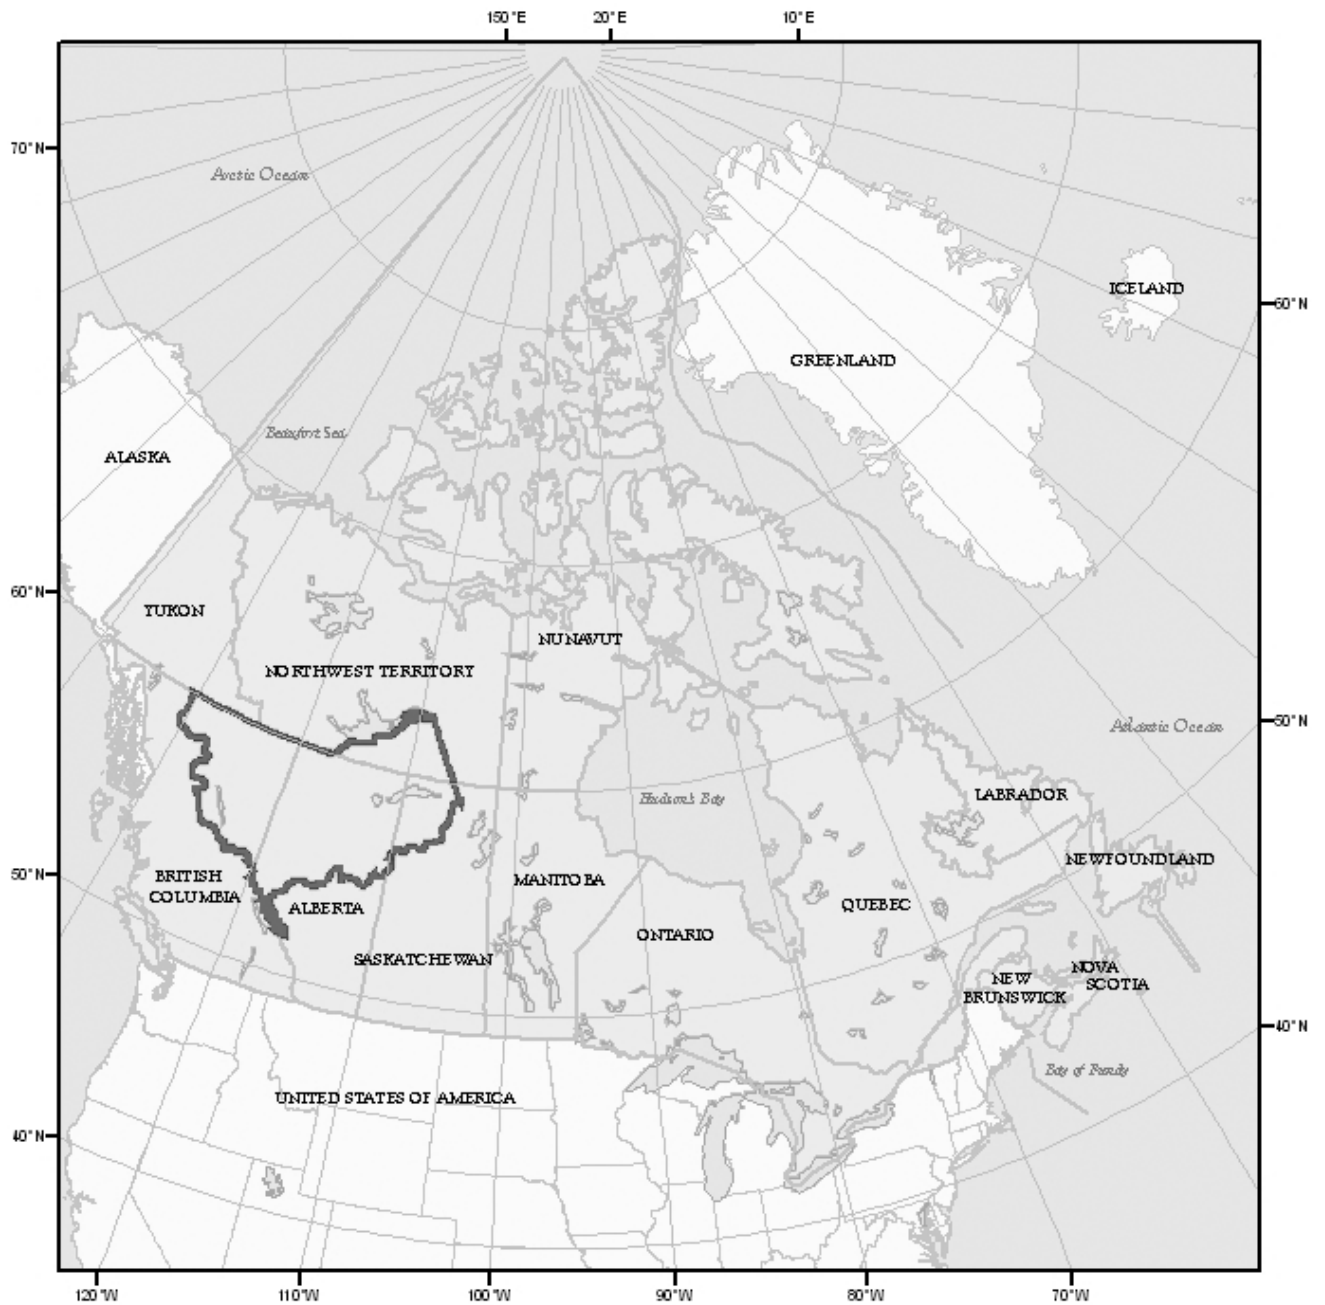 150°E 20°E 10°E
70°N
Arctic Ocean
ICELAND
60°N
GREENLAND
Beaufort Sea
ALASKA
60°N
YUKON
NUNAVUT
NORTHWEST TERRITORY
50°N
Atlantic Ocean
Hudson's Bay
LABRADOR
NEWFOUNDLAND
50°N
BRITISH
COLUMBIA
MANITOBA
ALBERTA
QUEBEC
ONTARIO
SASKATCHEWAN
NOVA
SCOTIA
NEW
BRUNSWICK
40°N
Bay of Fundy
UNITED STATES OF AMERICA
40°N
120°W 110°W 100°W 90°W 80°W 70°W